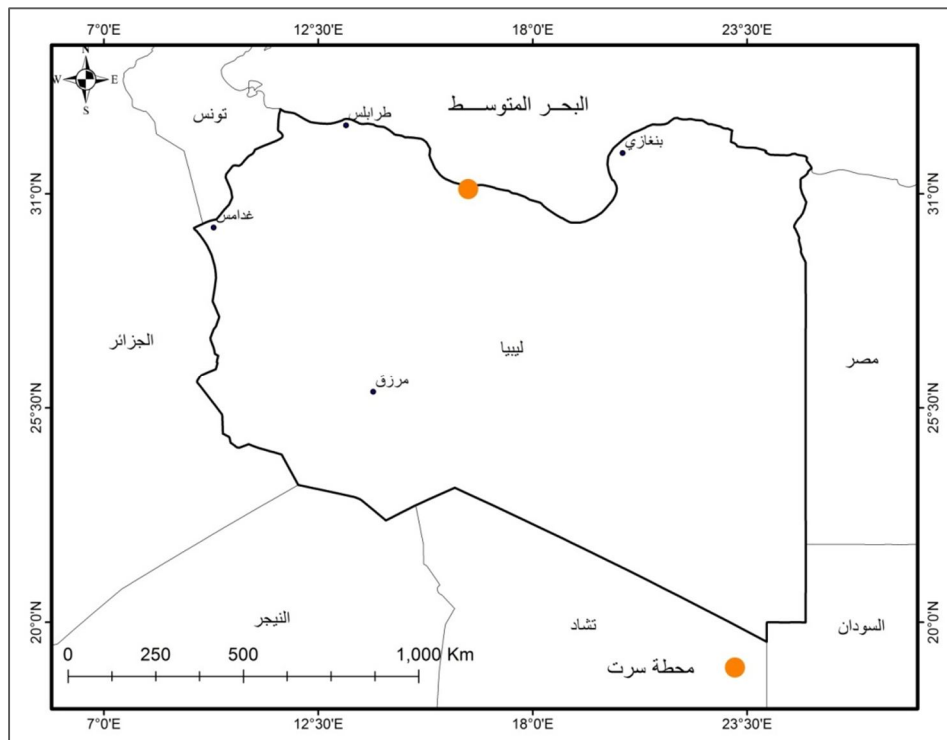 7°0'E 12°30'E 18°0'E 23°30'E
N
W E
S
البحـر المتوســـط
تونس
طرابلس
بنغازي
31°0'N 31°0'N
غدامس
الجزائر
ليبيا
مصر
مرزق
25°30'N 25°30'N
النيجر
تشاد
السودان
20°0'N 20°0'N
0 250 500 1,000 Km
محطة سرت
7°0'E 12°30'E 18°0'E 23°30'E